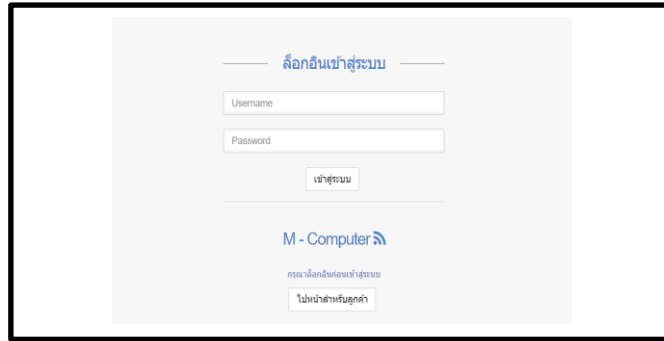 ล็อกอินเข้าสู่ระบบ
Username
Password
เข้าสู่ระบบ
M - Computer
กรุณาล็อกอินก่อนเข้าสู่ระบบ
ไปหน้าสำหรับลูกค้า